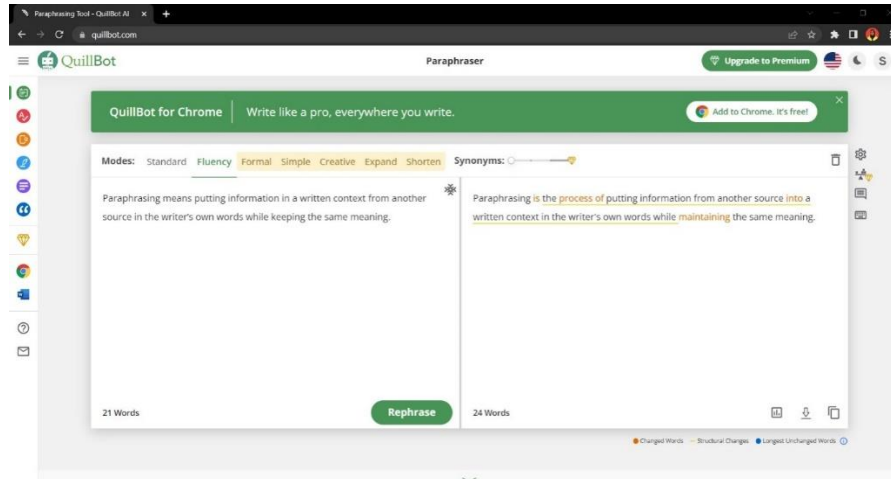 Paraphrasing Tool - QuillBot AI
quillbot.com
QuillBot
Paraphraser
Upgrade to Premium
S
QuillBot for Chrome Write like a pro, everywhere you write.
Add to Chrome. It's free!
Modes: Standard Fluency Formal Simple Creative Expand Shorten Synonyms:
Paraphrasing means putting information in a written context from another
source in the writer's own words while keeping the same meaning.
Paraphrasing is the process of putting information from another source into a
written context in the writer's own words while maintaining the same meaning.
21 Words
Rephrase
24 Words
Changed Words Structural Changes Longest Unchanged Words